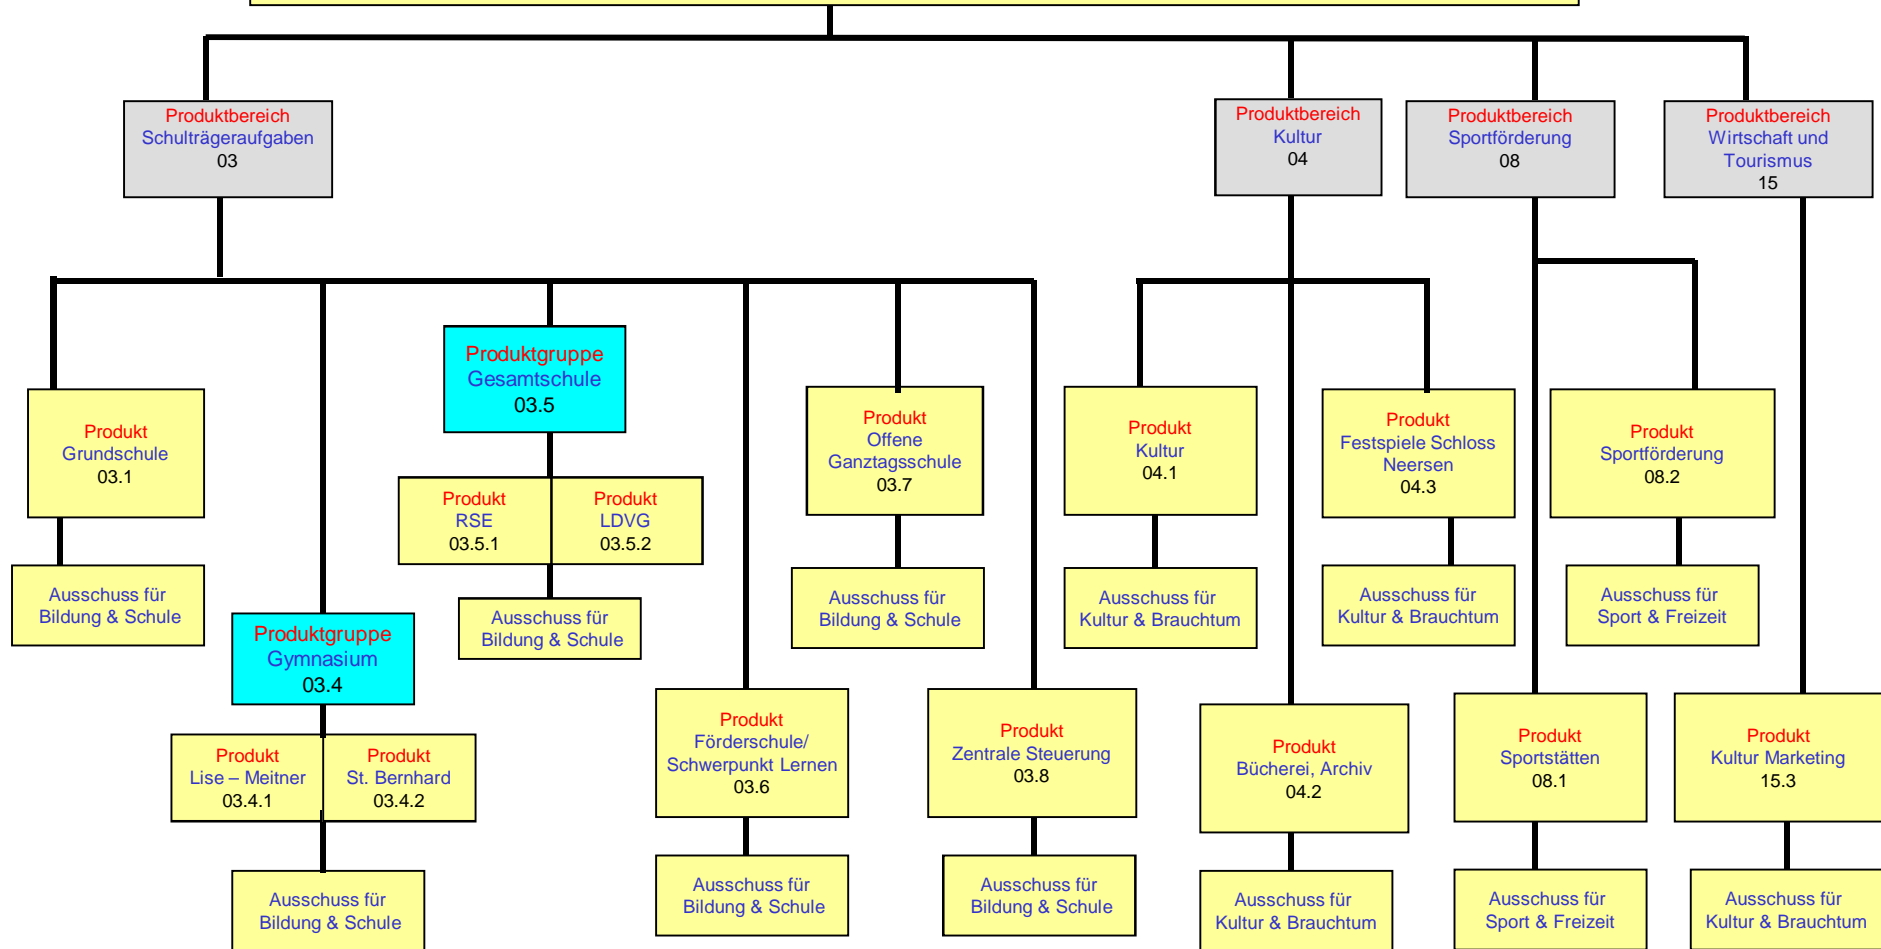 Produktbereich
Schulträgeraufgaben
03
Produktbereich
Kultur
04
Produktbereich
Sportförderung
08
Produktbereich
Wirtschaft und
Tourismus
15
Produkt
Grundschule
03.1
Ausschuss für
Bildung & Schule
Produktgruppe
Gymnasium
03.4
Produkt
Lise – Meitner
03.4.1
Produkt
St. Bernhard
03.4.2
Ausschuss für
Bildung & Schule
Produktgruppe
Gesamtschule
03.5
Produkt
RSE
03.5.1
Produkt
LDVG
03.5.2
Ausschuss für
Bildung & Schule
Produkt
Förderschule/
Schwerpunkt Lernen
03.6
Ausschuss für
Bildung & Schule
Produkt
Offene
Ganztagsschule
03.7
Ausschuss für
Bildung & Schule
Produkt
Zentrale Steuerung
03.8
Ausschuss für
Bildung & Schule
Produkt
Kultur
04.1
Ausschuss für
Kultur & Brauchtum
Produkt
Bücherei, Archiv
04.2
Ausschuss für
Kultur & Brauchtum
Produkt
Festspiele Schloss
Neersen
04.3
Ausschuss für
Kultur & Brauchtum
Produkt
Sportstätten
08.1
Ausschuss für
Sport & Freizeit
Produkt
Sportförderung
08.2
Ausschuss für
Sport & Freizeit
Produkt
Kultur Marketing
15.3
Ausschuss für
Kultur & Brauchtum